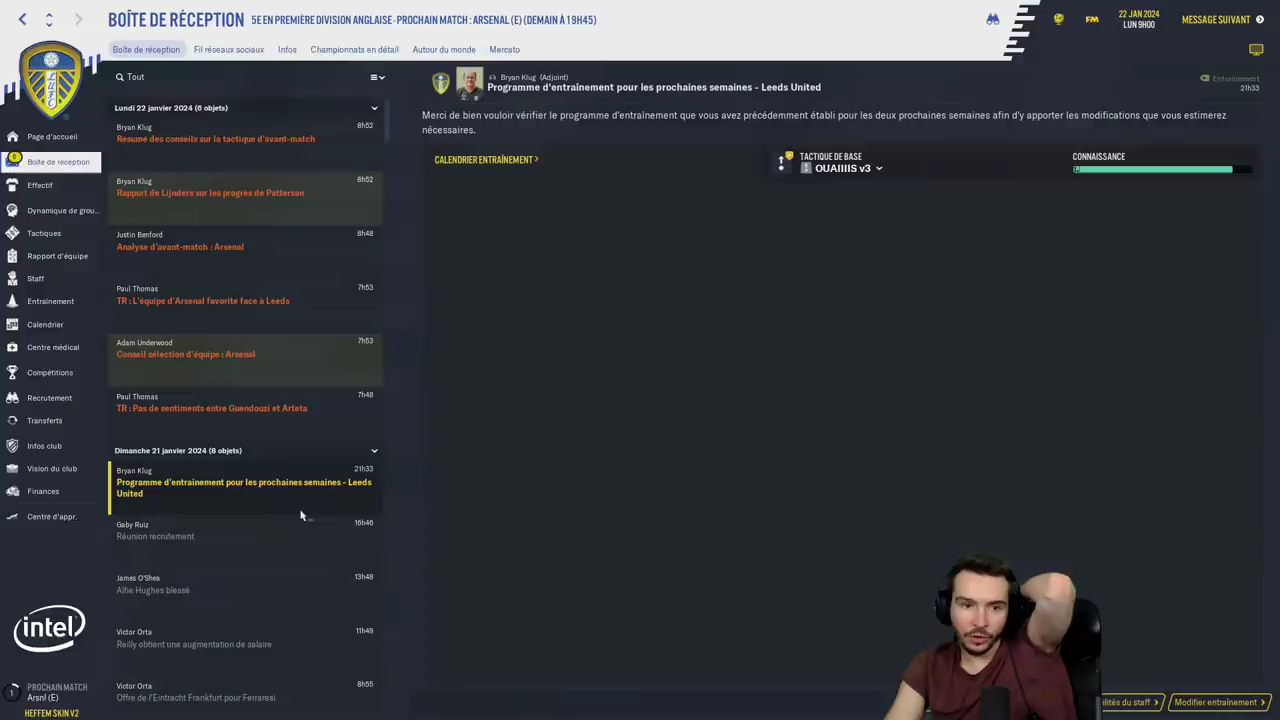 BOÎTE DE RÉCEPTION
5E EN PREMIÈRE DIVISION ANGLAISE - PROCHAIN MATCH : ARSENAL (E) (DEMAIN À 19H45)
FM
22 JAN 2024
LUN 9H00
MESSAGE SUIVANT
Boîte de réception
Fil réseaux sociaux
Infos
Championnats en détail
Autour du monde
Mercato
Page d'accueil
Boîte de réception
Effectif
Dynamique de grou...
Tactiques
Rapport d'équipe
Staff
Entraînement
Calendrier
Centre médical
Compétitions
Recrutement
Transferts
Infos club
Vision du club
Finances
Centre d'appr.
intel
1
PROCHAIN MATCH
Arsnl (E)
HEFFEM SKIN V2
Tout
Lundi 22 janvier 2024 (6 objets)
Bryan Klug 8h52
Résumé des conseils sur la tactique d'avant-match
Bryan Klug 8h52
Rapport de Lijnders sur les progrès de Patterson
Justin Benford 8h48
Analyse d'avant-match : Arsenal
Paul Thomas 7h53
TR : L'équipe d'Arsenal favorite face à Leeds
Adam Underwood 7h53
Conseil sélection d'équipe : Arsenal
Paul Thomas 7h48
TR : Pas de sentiments entre Guendouzi et Arteta
Dimanche 21 janvier 2024 (8 objets)
Bryan Klug 21h33
Programme d'entraînement pour les prochaines semaines - Leeds
United
Gaby Ruiz 16h46
Réunion recrutement
James O'Shea 13h48
Alfie Hughes blessé
Victor Orta 11h49
Reilly obtient une augmentation de salaire
Victor Orta 8h55
Offre de l'Eintracht Frankfurt pour Ferraresi
Bryan Klug (Adjoint)
Programme d'entraînement pour les prochaines semaines - Leeds United
Entraînement
21h33
Merci de bien vouloir vérifier le programme d'entraînement que vous avez précédemment établi pour les deux prochaines semaines afin d'y apporter les modifications que vous estimerez
nécessaires.
CALENDRIER ENTRAÎNEMENT
TACTIQUE DE BASE
OUAIIIS v3
CONNAISSANCE
du staff
Modifier entraînement